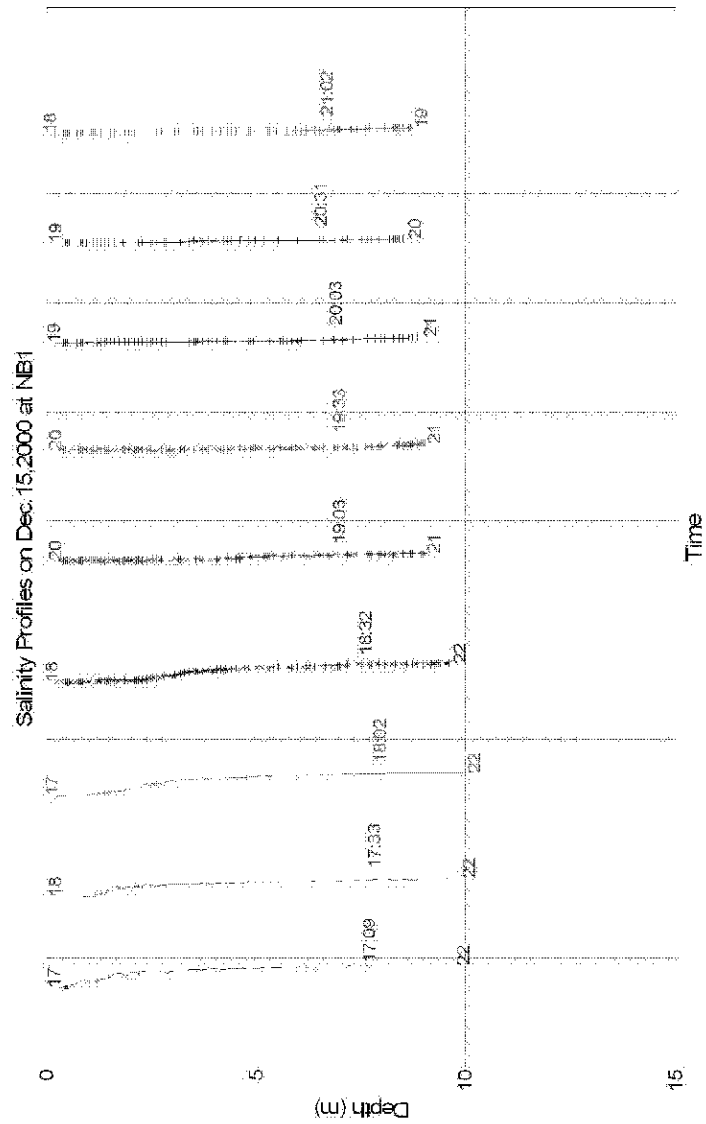 Salinity Profiles on Dec.15,2000 at NB1
17 18 17 18 20 20 19 19 18
17:09 17:33 18:02 18:32 19:03 19:33 20:03 20:31 21:02
22 22 22 22 21 21 21 20 19
0
5
10
15
Depth (m)
Time